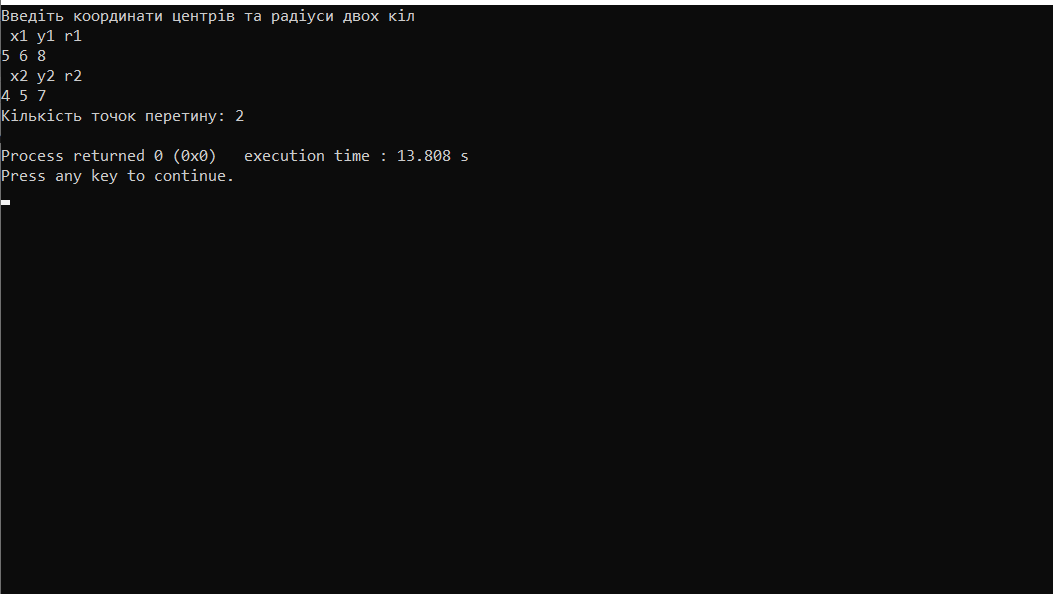 Введіть координати центрів та радіуси двох кіл
x1 y1 r1
5 6 8
x2 y2 r2
4 5 7
Кількість точок перетину: 2
Process returned 0 (0x0)   execution time : 13.808 s
Press any key to continue.